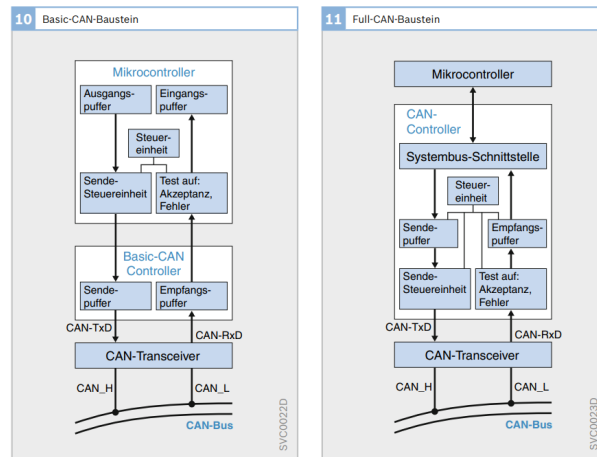 10 Basic-CAN-Baustein
Mikrocontroller
Ausgangs-
puffer
Eingangs-
puffer
Steuer-
einheit
Sende-
Steuereinheit
Test auf:
Akzeptanz,
Fehler
Basic-CAN
Controller
Sende-
puffer
Empfangs-
puffer
CAN-TxD
CAN-RxD
CAN-Transceiver
CAN_H
CAN_L
CAN-Bus
SVC0022D
11 Full-CAN-Baustein
Mikrocontroller
CAN-
Controller
Systembus-Schnittstelle
Steuer-
einheit
Sende-
puffer
Empfangs-
puffer
Sende-
Steuereinheit
Test auf:
Akzeptanz,
Fehler
CAN-TxD
CAN-RxD
CAN-Transceiver
CAN_H
CAN_L
CAN-Bus
SVC0023D